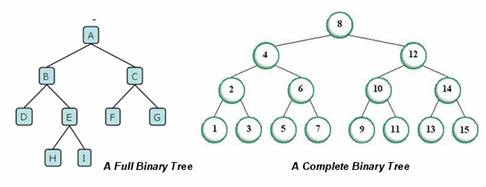 A
B C
D E F G
H I
A Full Binary Tree
8
4 12
2 6 10 14
1 3 5 7 9 11 13 15
A Complete Binary Tree